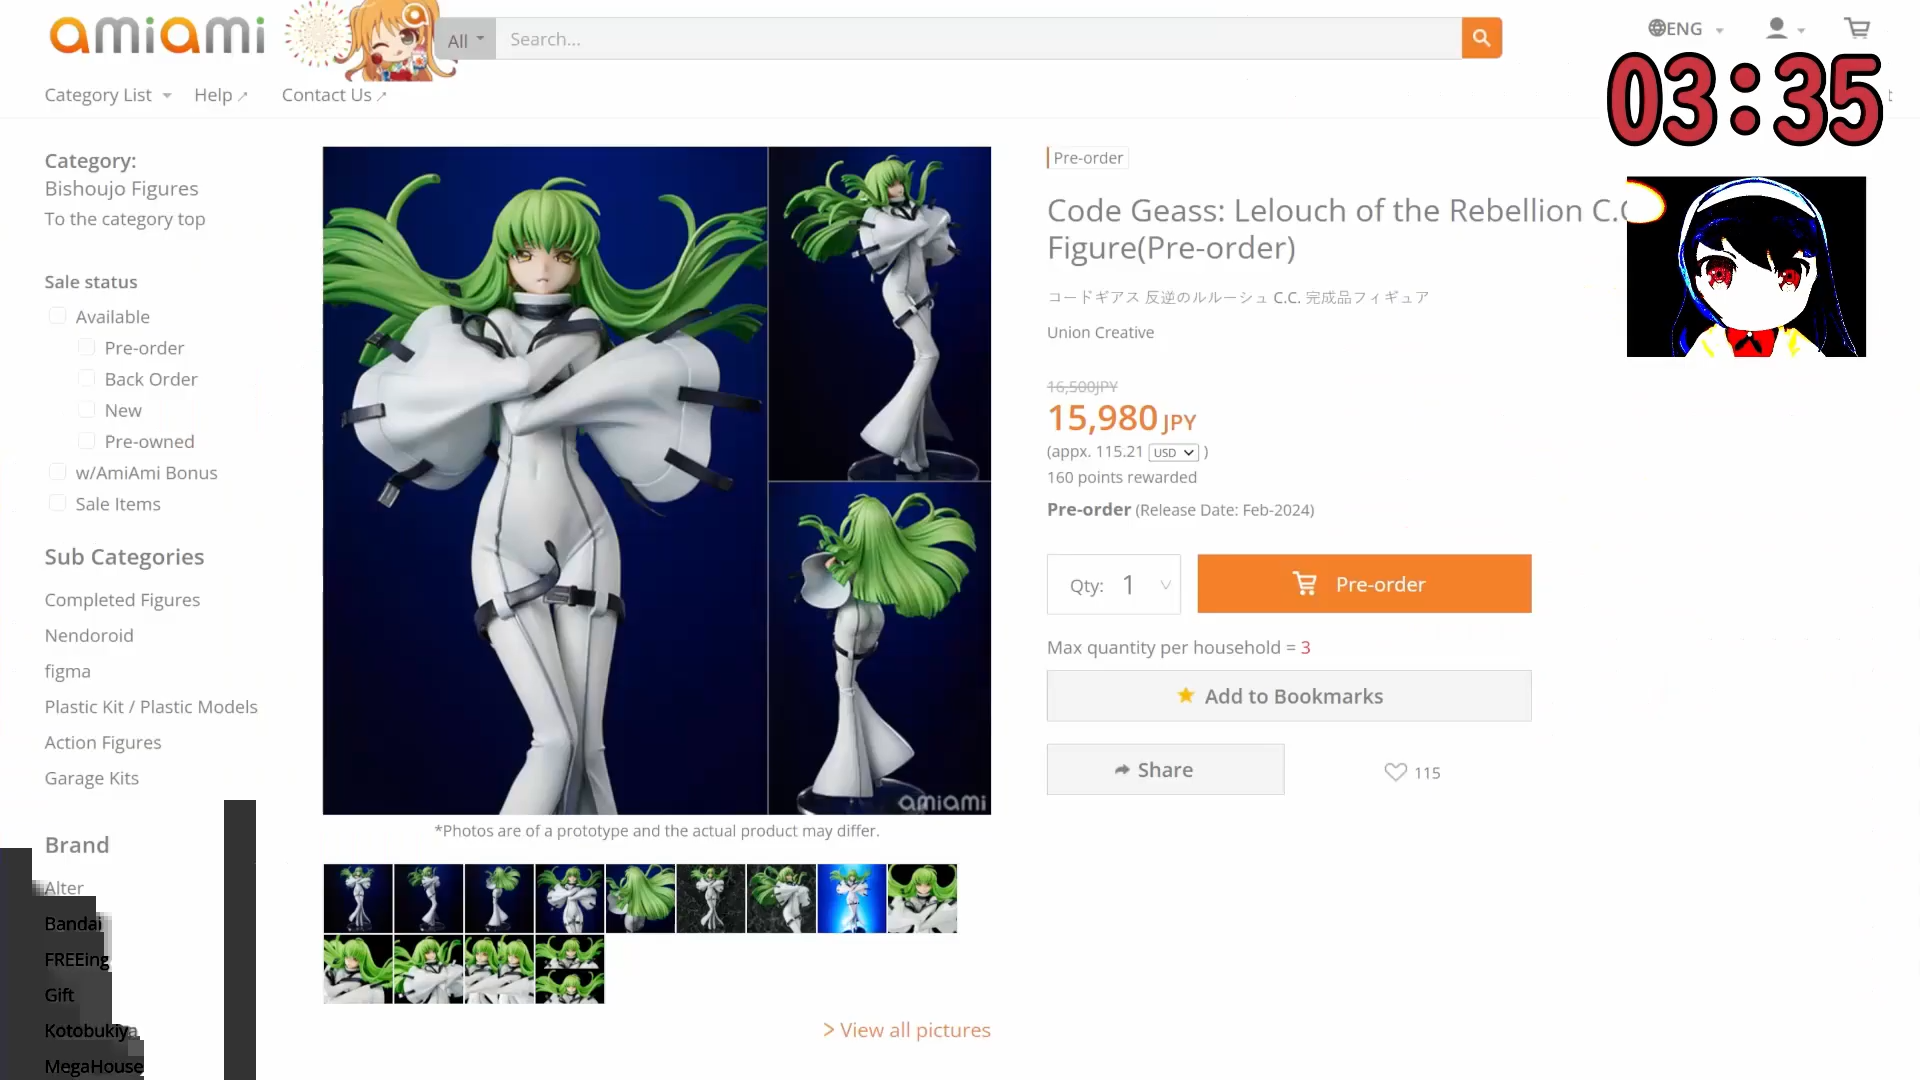 amiami
All
Search...
ENG
03:35
Category List
Help
Contact Us
Category:
Bishoujo Figures
To the category top
Sale status
Available
Pre-order
Back Order
New
Pre-owned
w/AmiAmi Bonus
Sale Items
Sub Categories
Completed Figures
Nendoroid
figma
Plastic Kit / Plastic Models
Action Figures
Garage Kits
Brand
Alter
Bandai
FREEing
Gift
Kotobukiya
MegaHouse
amiami
*Photos are of a prototype and the actual product may differ.
> View all pictures
Pre-order
Code Geass: Lelouch of the Rebellion
Figure(Pre-order)
コードギアス 反逆のルルーシュ C.C. 完成品フィギュア
Union Creative
16,500JPY
15,980 JPY
(appx. 115.21 USD )
160 points rewarded
Pre-order (Release Date: Feb-2024)
Qty: 1
Pre-order
Max quantity per household = 3
Add to Bookmarks
Share
115